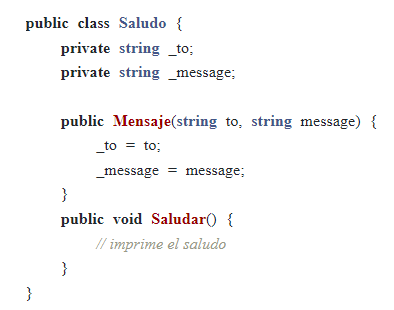 public class Saludo {
private string _to;
private string _message;
public Mensaje(string to, string message) {
_to = to;
_message = message;
}
public void Saludar() {
// imprime el saludo
}
}